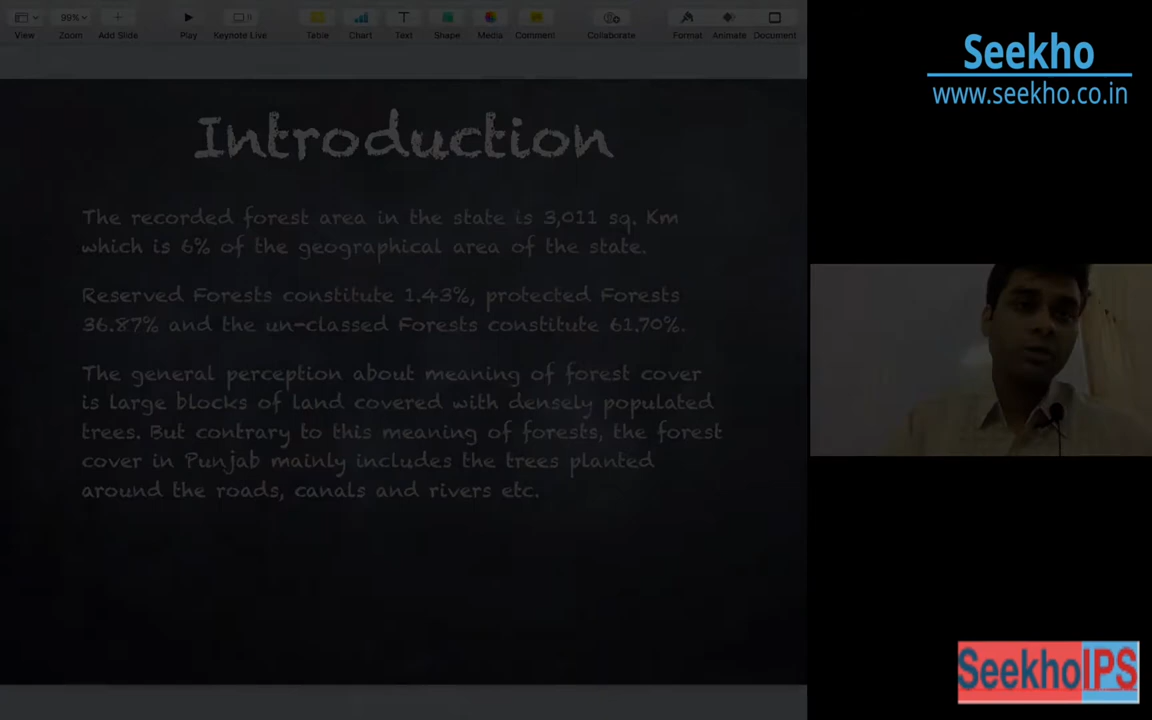 View
Zoom
99%
Add Slide
Play
Keynote Live
Table
Chart
Text
Shape
Media
Comment
Collaborate
Format
Animate
Document
Introduction
The recorded forest area in the state is 3,011 sq. Km
which is 6% of the geographical area of the state.
Reserved Forests constitute 1.43%, protected Forests
36.87% and the un-classed Forests constitute 61.70%.
The general perception about meaning of forest cover
is large blocks of land covered with densely populated
trees. But contrary to this meaning of forests, the forest
cover in Punjab mainly includes the trees planted
around the roads, canals and rivers etc.
Seekho
www.seekho.co.in
SeekhoIPS